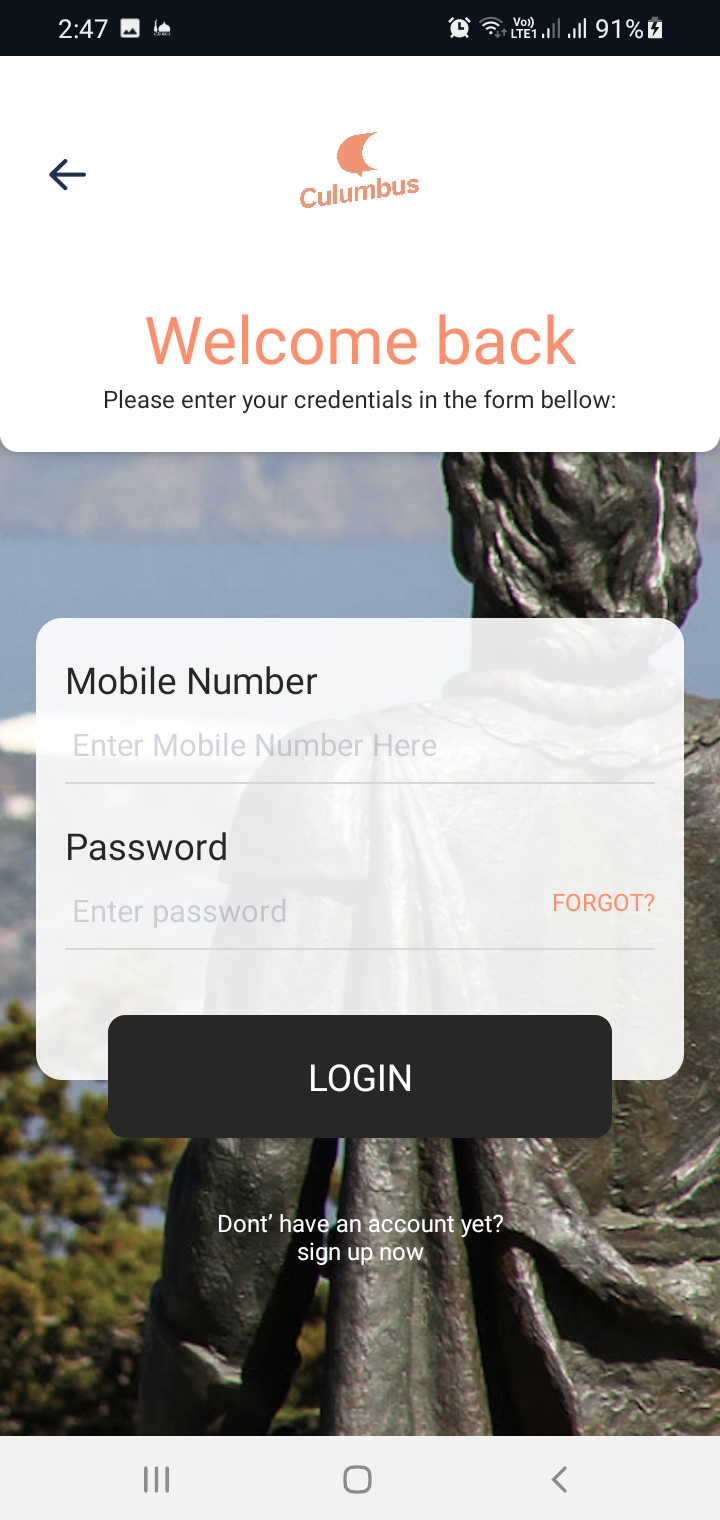 2:47 Vo)) LTE1 91%
Culumbus
Welcome back
Please enter your credentials in the form bellow:
Mobile Number
Enter Mobile Number Here
Password
Enter password
FORGOT?
LOGIN
Dont’ have an account yet?
sign up now